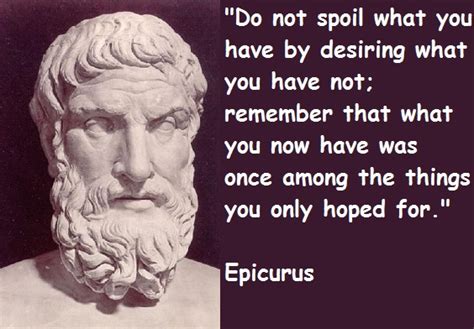 "Do not spoil what you
have by desiring what
you have not;
remember that what
you now have was
once among the things
you only hoped for."
Epicurus